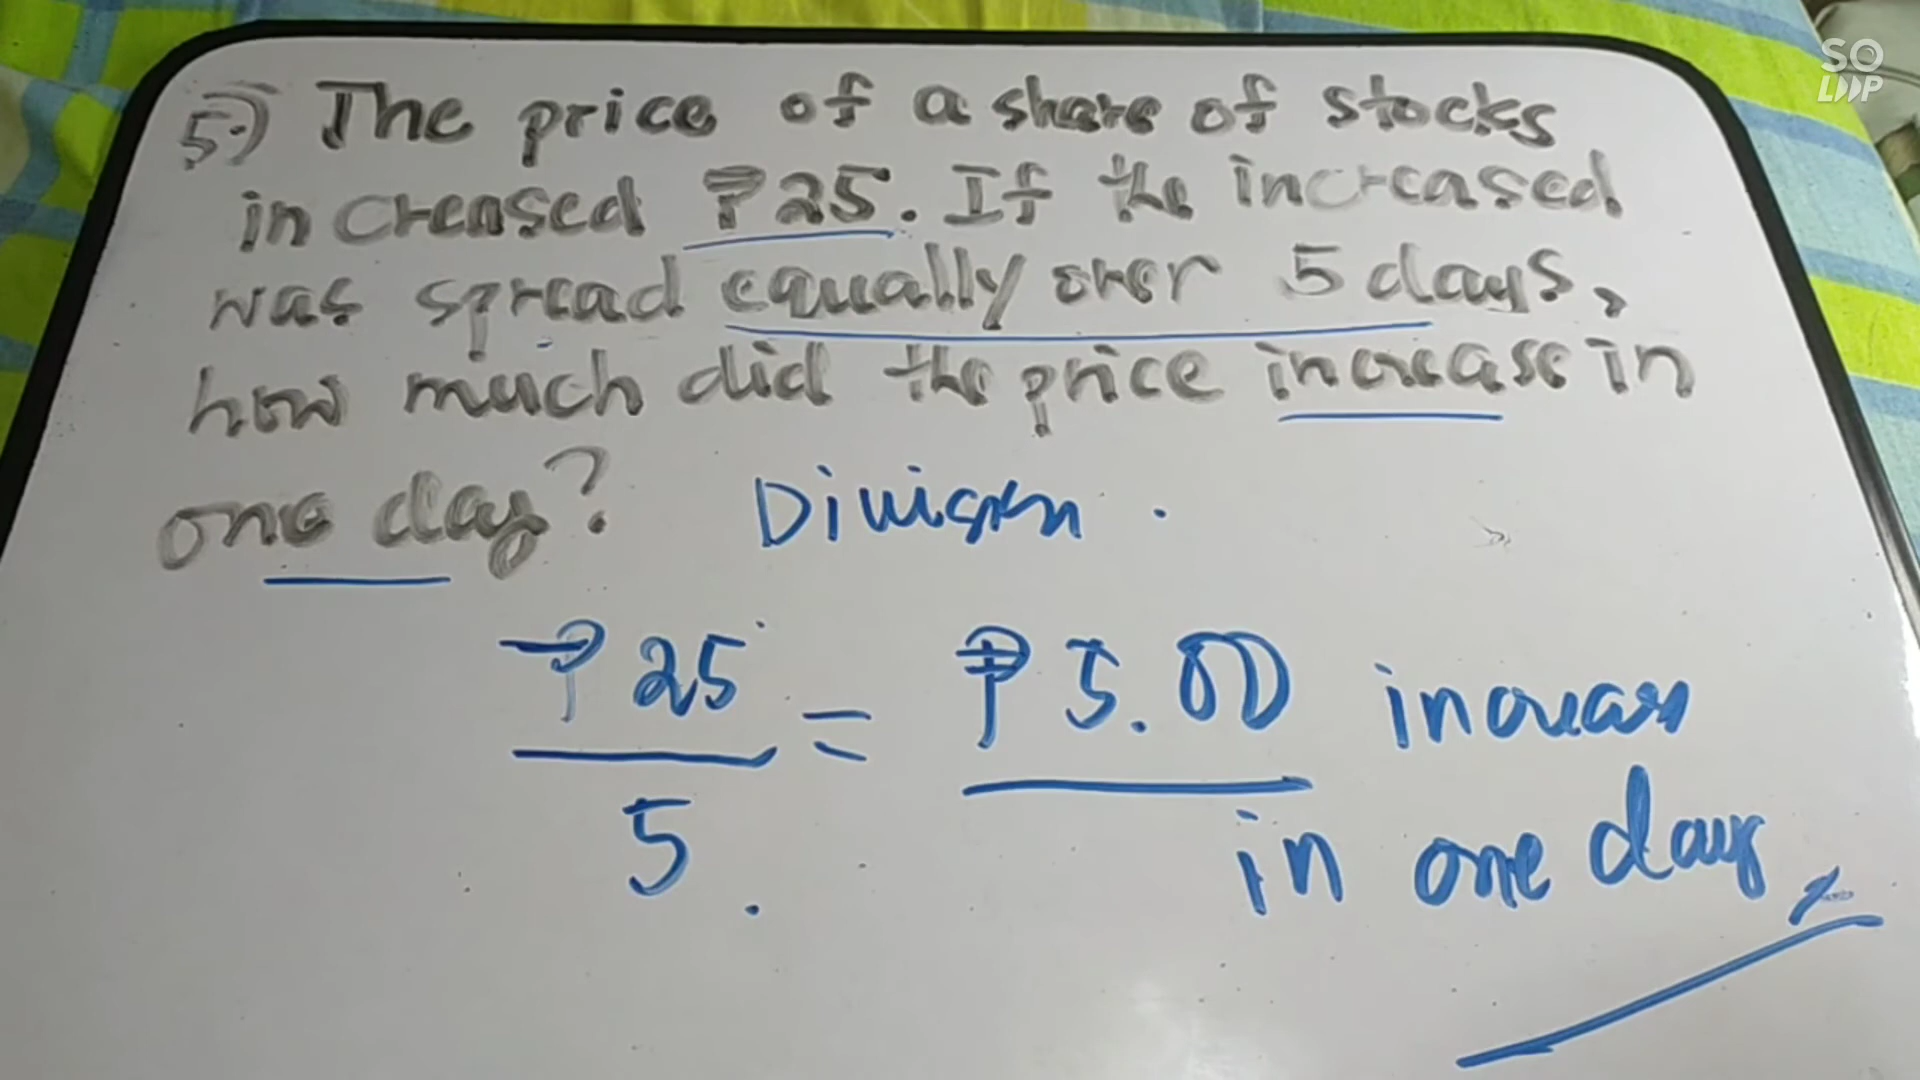 5.) The price of a share of stocks
increased ₱25. If the increased
was spread equally over 5 days,
how much did the price increase in
one day? Division.
₱25
5.
= ₱5.00 increase
in one day
SO
LOOP